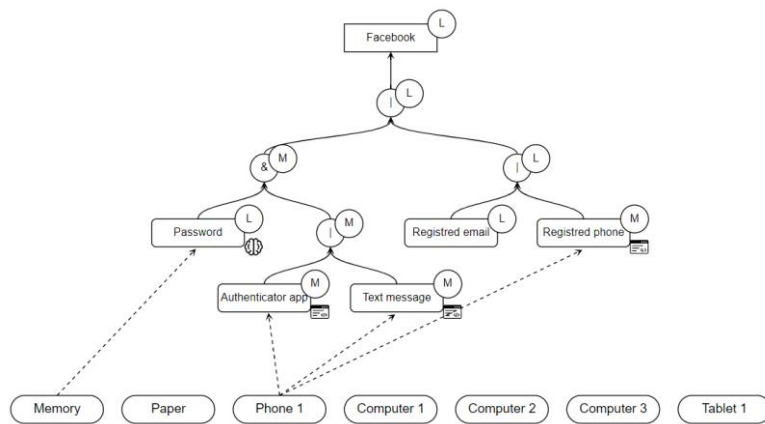 Facebook
L
|
L
&
M
|
L
Password
L
|
M
Registred email
L
Registred phone
M
Authenticator app
M
Text message
M
Memory
Paper
Phone 1
Computer 1
Computer 2
Computer 3
Tablet 1